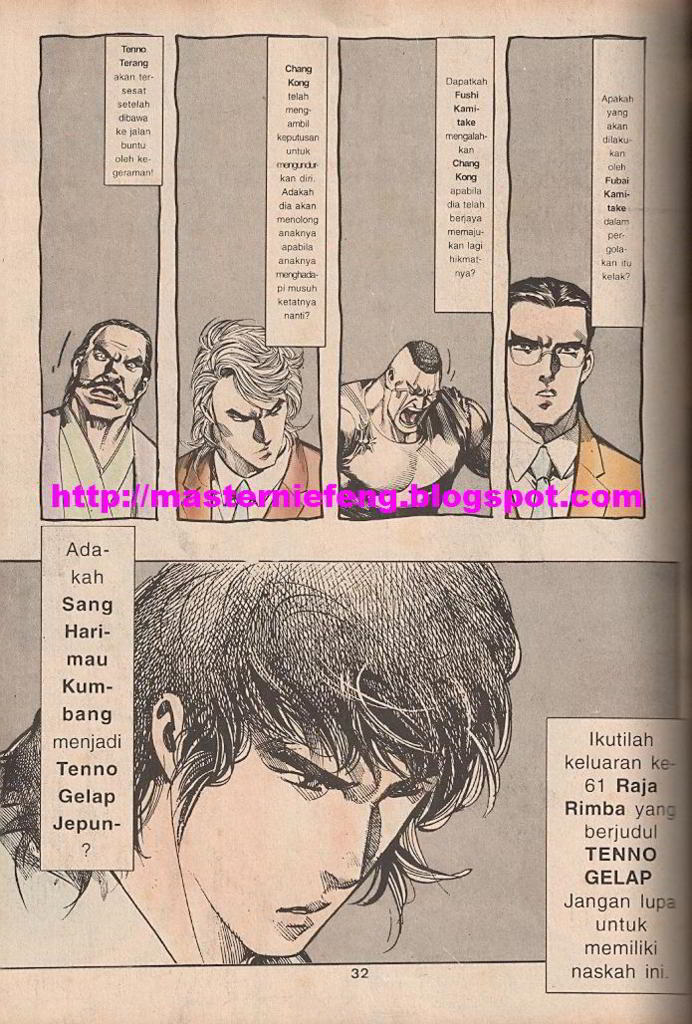 Tenno
Terang
akan ter-
sesat
setelah
dibawa
ke jalan
buntu
oleh ke-
geraman!
Chang
Kong
telah
meng-
ambil
keputusan
untuk
mengundur-
kan diri.
Adakah
dia akan
menolong
anaknya
apabila
anaknya
menghada-
pi musuh
ketatnya
nanti?
Dapatkah
Fushi
Kami-
take
mengalah-
kan
Chang
Kong
apabila
dia telah
berjaya
memaju-
kan lagi
hikmat-
nya?
Apakah
yang
akan
dilaku-
kan
oleh
Fubai
Kami-
take
dalam
per-
gola-
kan itu
kelak?
http://masterniefeng.blogspot.com
Ada-
kah
Sang
Hari-
mau
Kum-
bang
menjadi
Tenno
Gelap
Jepun-
?
Ikutilah
keluaran ke-
61 Raja
Rimba yang
berjudul
TENNO
GELAP
Jangan lupa
untuk
memiliki
naskah ini.
32